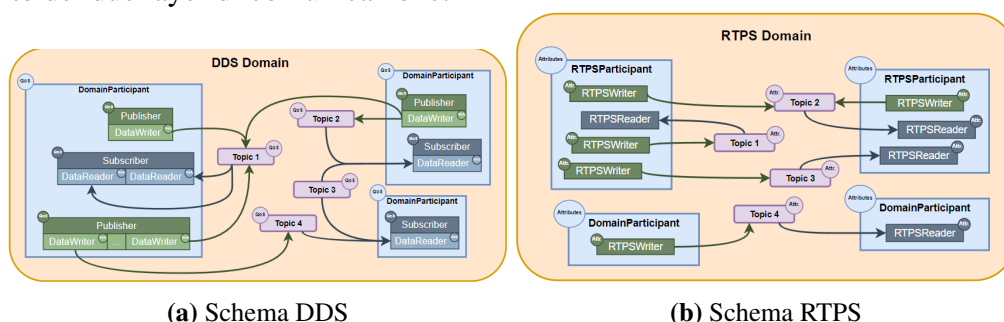 DDS Domain
QoS
DomainParticipant
QoS
Publisher
DataWriter
QoS
Subscriber
DataReader
DataReader
QoS
Publisher
DataWriter
...
DataWriter
Topic 1
QoS
QoS
Topic 2
Topic 3
QoS
QoS
Topic 4
QoS
DomainParticipant
QoS
Publisher
DataWriter
QoS
Subscriber
DataReader
QoS
DomainParticipant
QoS
Subscriber
DataReader
(a) Schema DDS
RTPS Domain
Attributes
RTPSParticipant
Attr.
RTPSWriter
RTPSReader
Attr.
Attr.
RTPSWriter
Attr.
RTPSWriter
Attr.
Topic 2
Topic 1
Attr.
Topic 3
Attr.
Attributes
RTPSParticipant
RTPSWriter
Attr.
RTPSReader
Attr.
RTPSReader
Attr.
Attributes
DomainParticipant
Attr.
RTPSWriter
Topic 4
Attr.
Attributes
DomainParticipant
RTPSReader
Attr.
(b) Schema RTPS